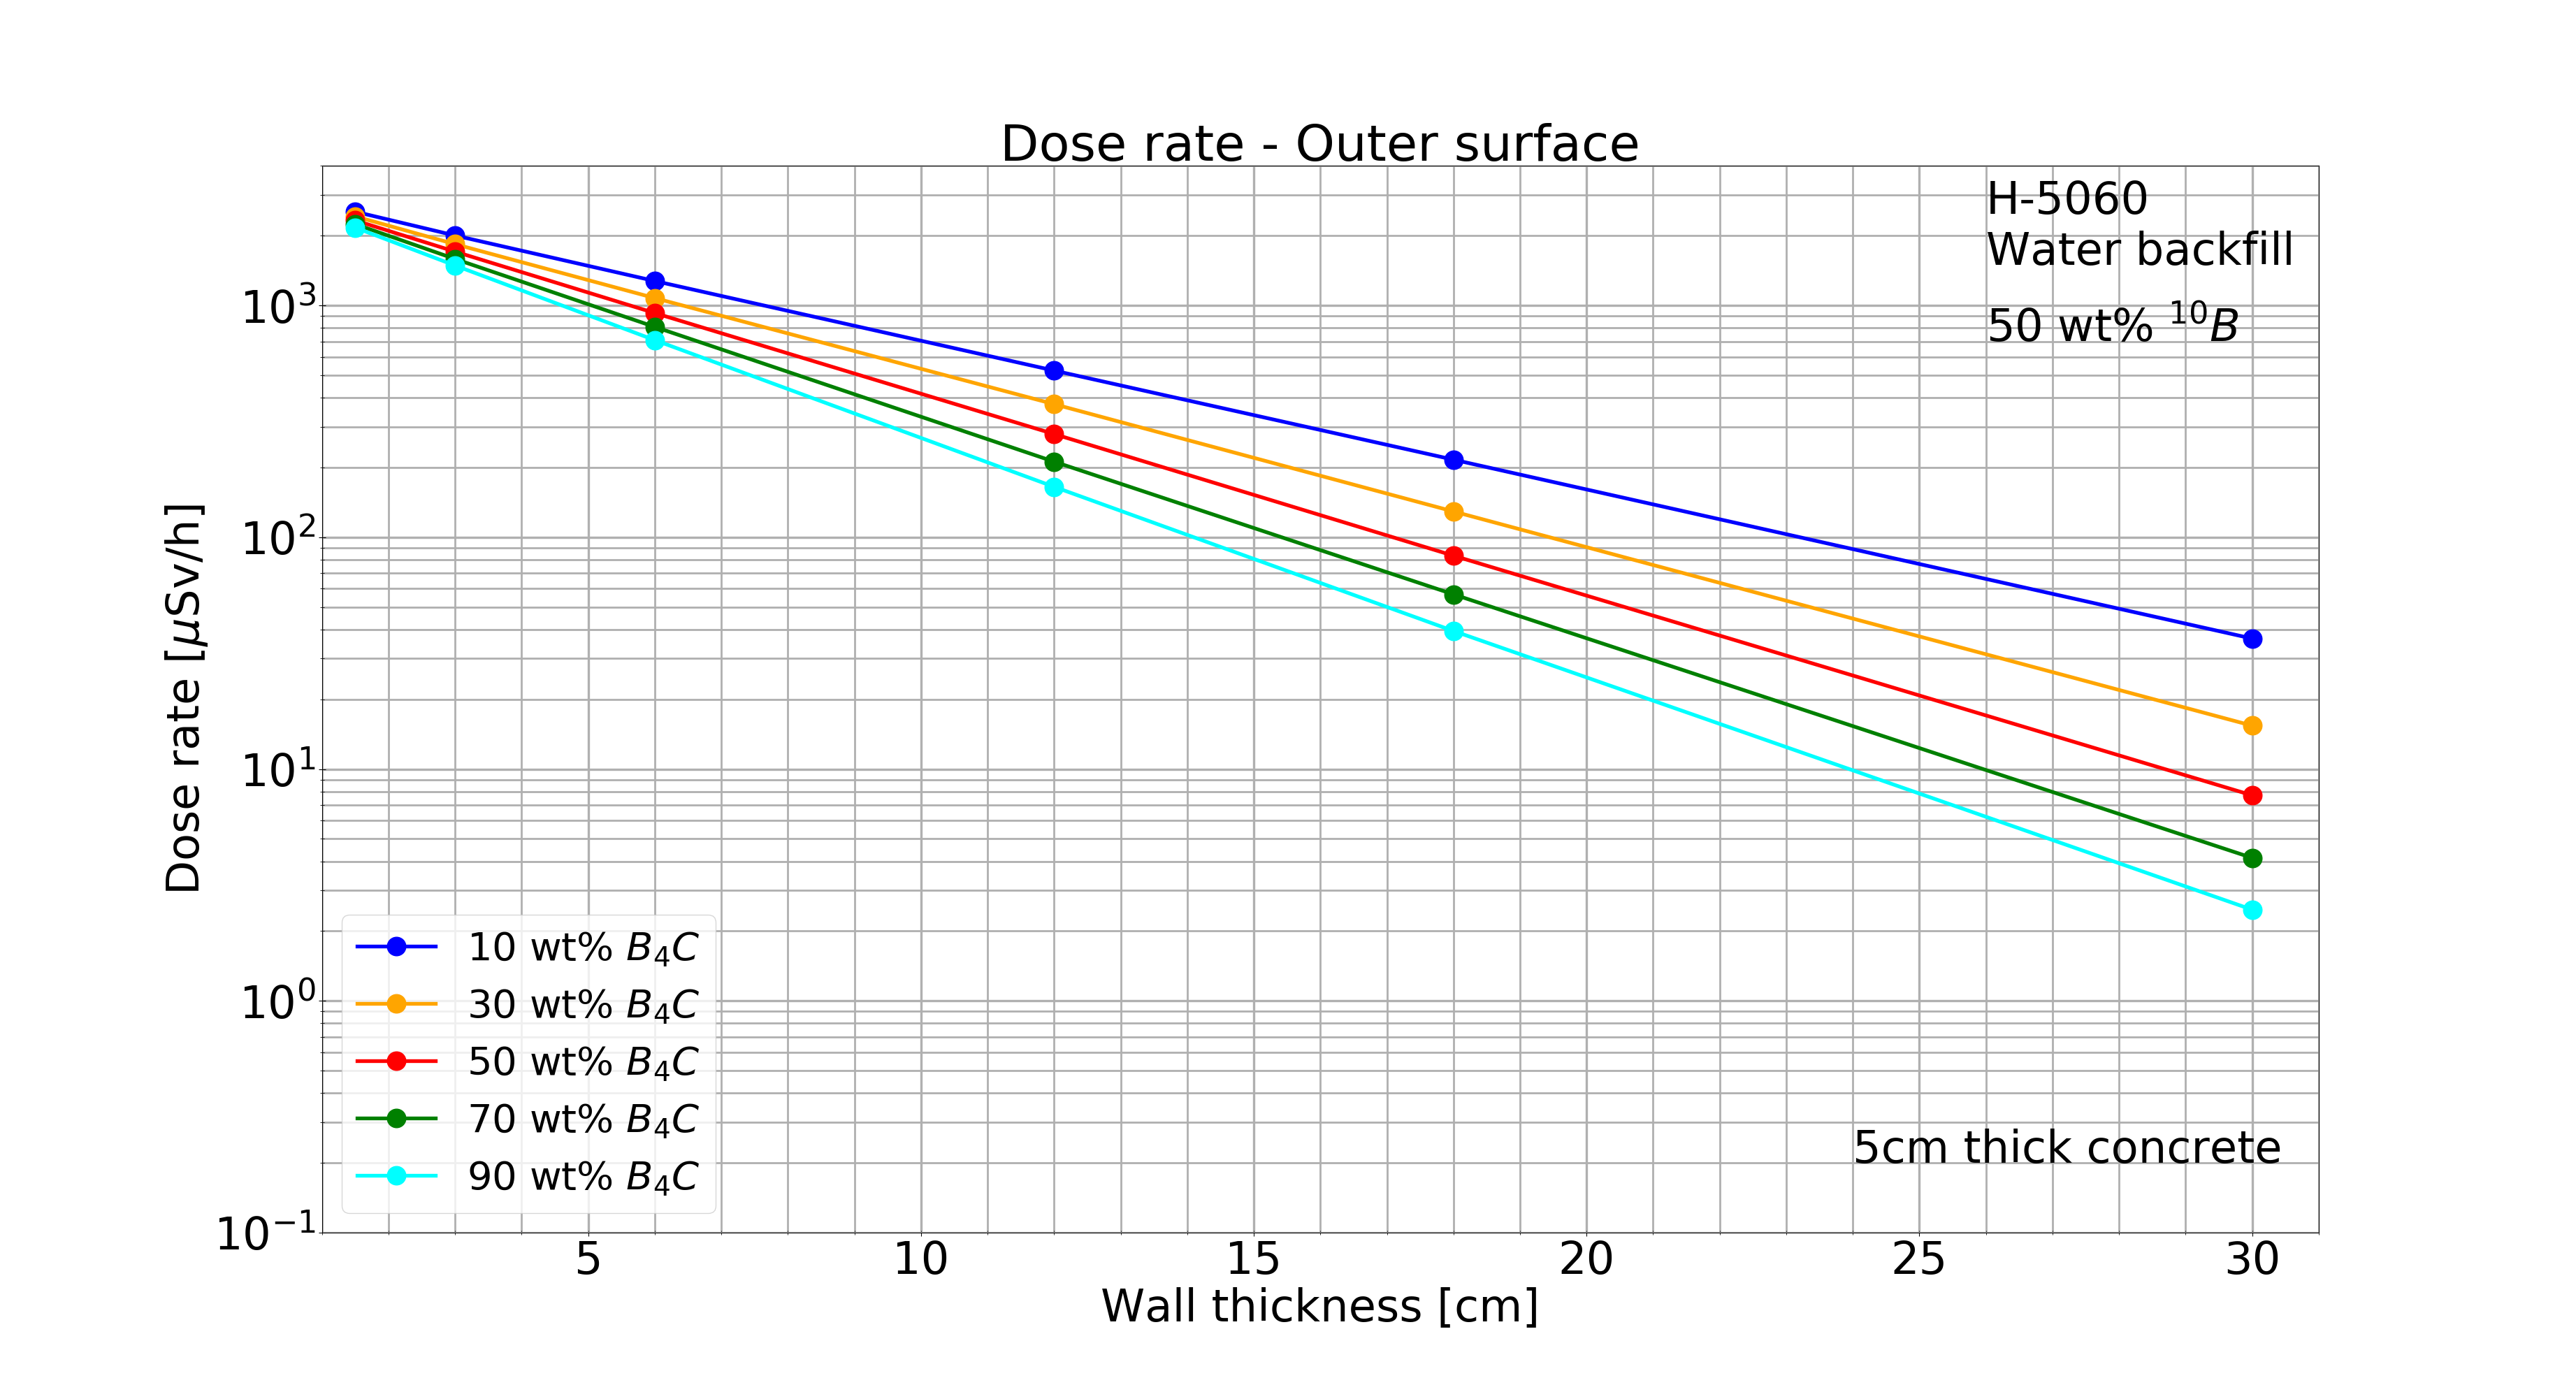 Dose rate - Outer surface
H-5060
Water backfill
50 wt% ¹⁰B
Dose rate [μSv/h]
10³
10²
10¹
10⁰
10⁻¹
10 wt% B₄C
30 wt% B₄C
50 wt% B₄C
70 wt% B₄C
90 wt% B₄C
5cm thick concrete
5 10 15 20 25 30
Wall thickness [cm]